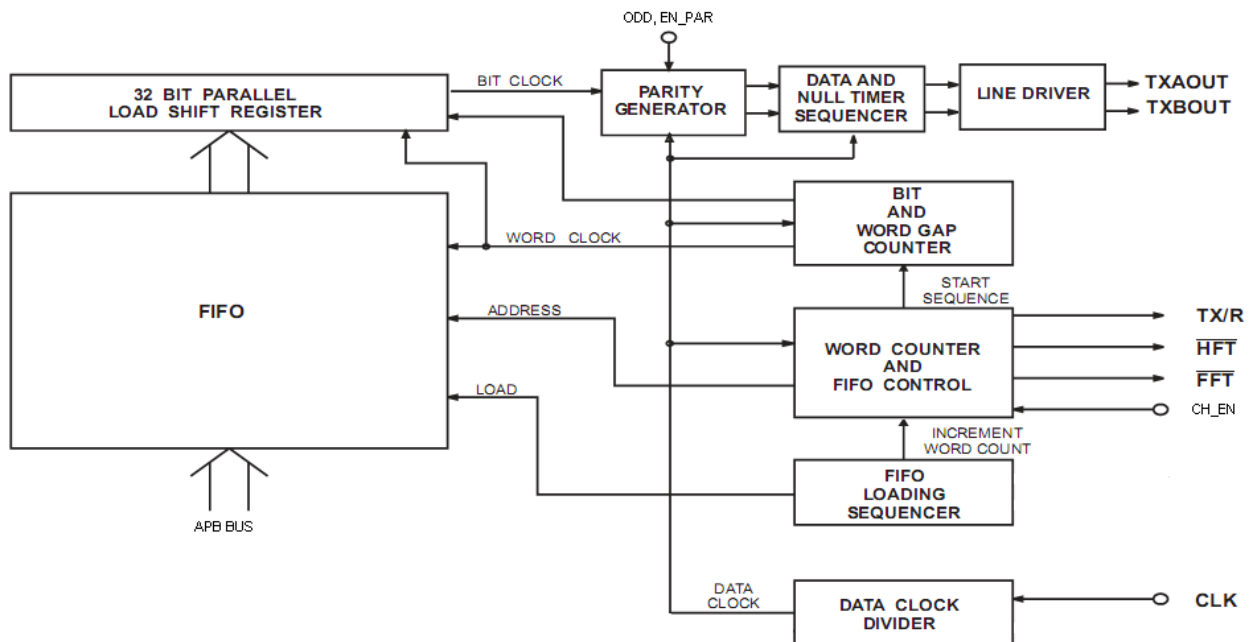 ODD, EN_PAR
32 BIT PARALLEL
LOAD SHIFT REGISTER
BIT CLOCK
PARITY
GENERATOR
DATA AND
NULL TIMER
SEQUENCER
LINE DRIVER
TXAOUT
TXBOUT
BIT
AND
WORD GAP
COUNTER
WORD CLOCK
START
SEQUENCE
FIFO
ADDRESS
WORD COUNTER
AND
FIFO CONTROL
TX/R
HFT
FFT
CH_EN
LOAD
INCREMENT
WORD COUNT
FIFO
LOADING
SEQUENCER
APB BUS
DATA
CLOCK
DATA CLOCK
DIVIDER
CLK